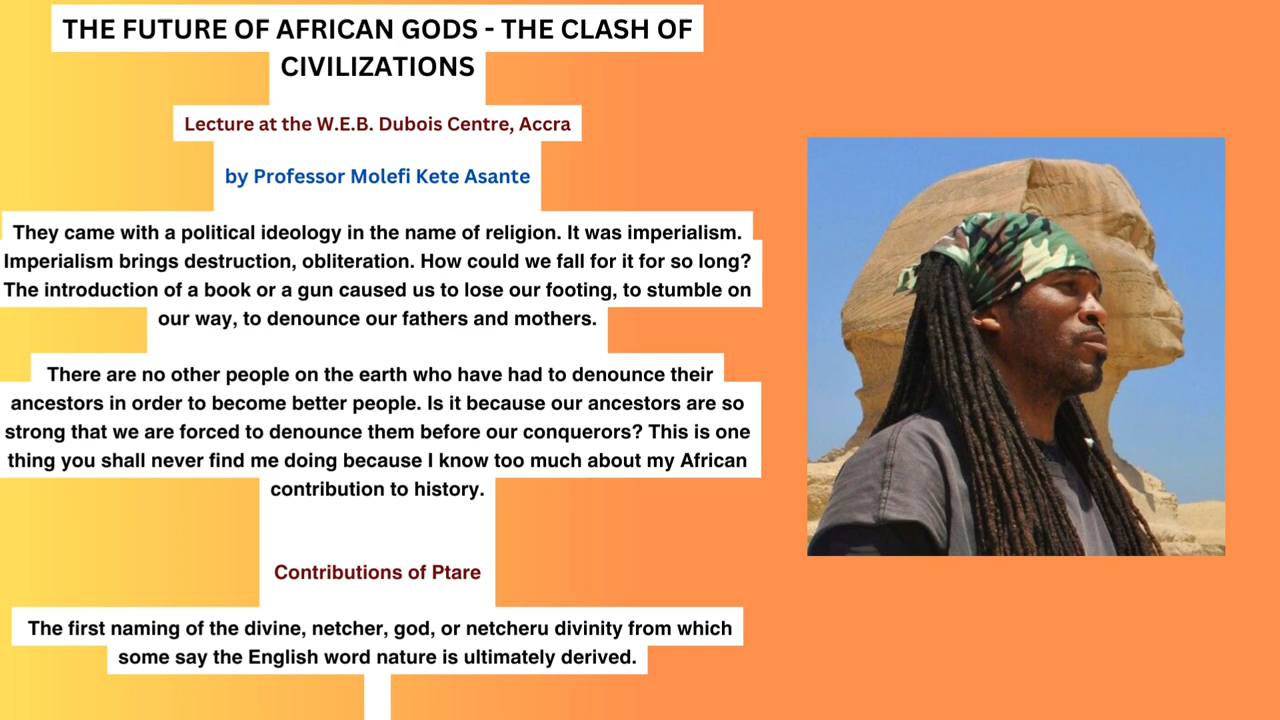 THE FUTURE OF AFRICAN GODS - THE CLASH OF
CIVILIZATIONS
Lecture at the W.E.B. Dubois Centre, Accra
by Professor Molefi Kete Asante
They came with a political ideology in the name of religion. It was imperialism.
Imperialism brings destruction, obliteration. How could we fall for it for so long?
The introduction of a book or a gun caused us to lose our footing, to stumble on
our way, to denounce our fathers and mothers.
There are no other people on the earth who have had to denounce their
ancestors in order to become better people. Is it because our ancestors are so
strong that we are forced to denounce them before our conquerors? This is one
thing you shall never find me doing because I know too much about my African
contribution to history.
Contributions of Ptare
The first naming of the divine, netcher, god, or netcheru divinity from which
some say the English word nature is ultimately derived.